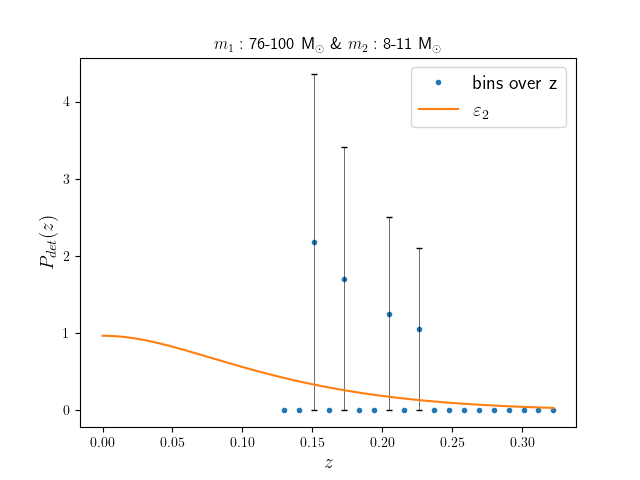 m₁ : 76-100 M⊙ & m₂ : 8-11 M⊙
bins over z
ε₂
P_det(z)
4
3
2
1
0
0.00 0.05 0.10 0.15 0.20 0.25 0.30
z